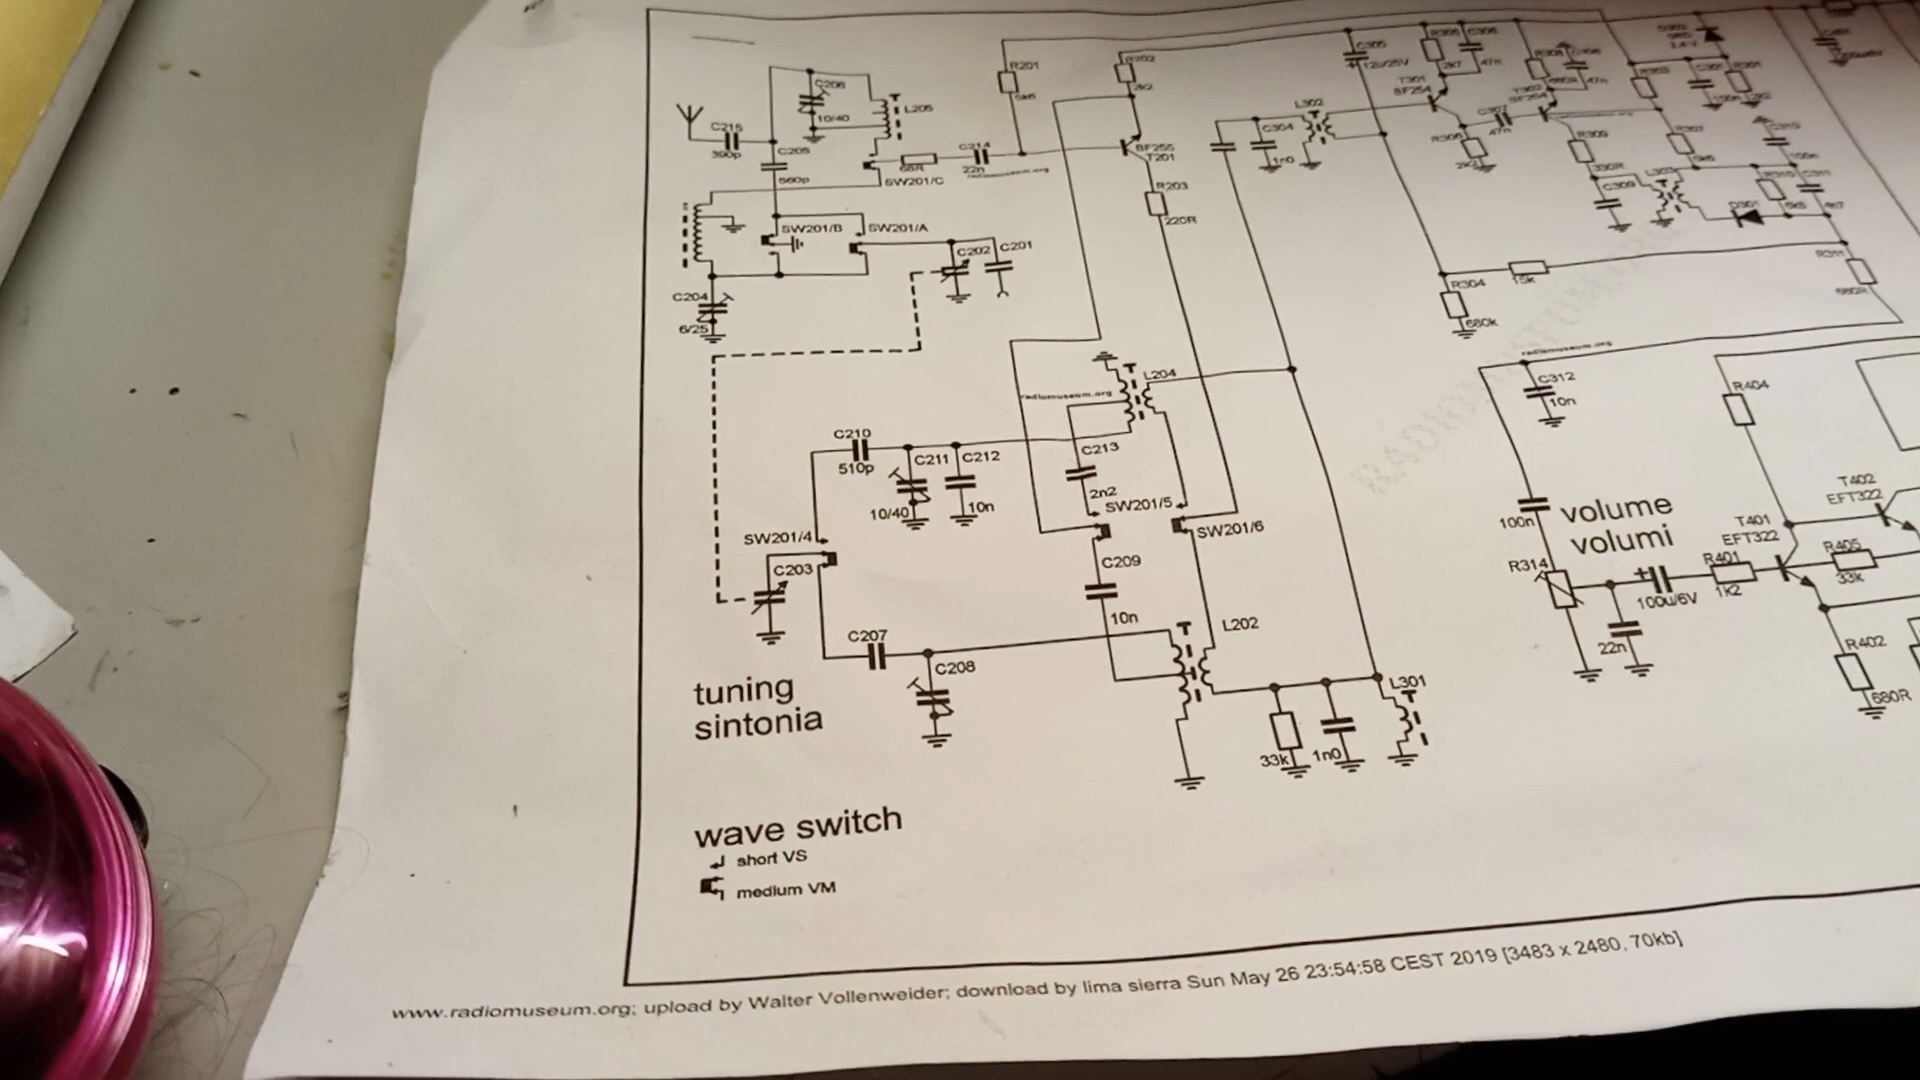 C206
10/40
L205
C215
390p
C205
560p
SW201/C
68R
C214
22n
radiomuseum.org
R201
5k6
R202
2k2
BF255
T201
R203
220R
SW201/B
SW201/A
C202
C201
C204
6/25
C304
1n0
L302
C305
T301
BF254
2k7
47n
C307
47n
R309
330R
C309
R304
680k
15k
R311
680R
radiomuseum.org
C312
10n
R404
L204
radiomuseum.org
C210
510p
C211
10/40
C212
10n
C213
2n2
SW201/5
SW201/6
SW201/4
C203
C209
10n
C207
C208
L202
L301
33k
1n0
tuning
sintonia
100n
volume
volumi
R314
100u/6V
22n
R401
1k2
T401
EFT322
T402
EFT322
R405
33k
R402
680R
wave switch
short VS
medium VM
www.radiomuseum.org; upload by Walter Vollenweider; download by lima sierra Sun May 26 23:54:58 CEST 2019 [3483 x 2480, 70kb]